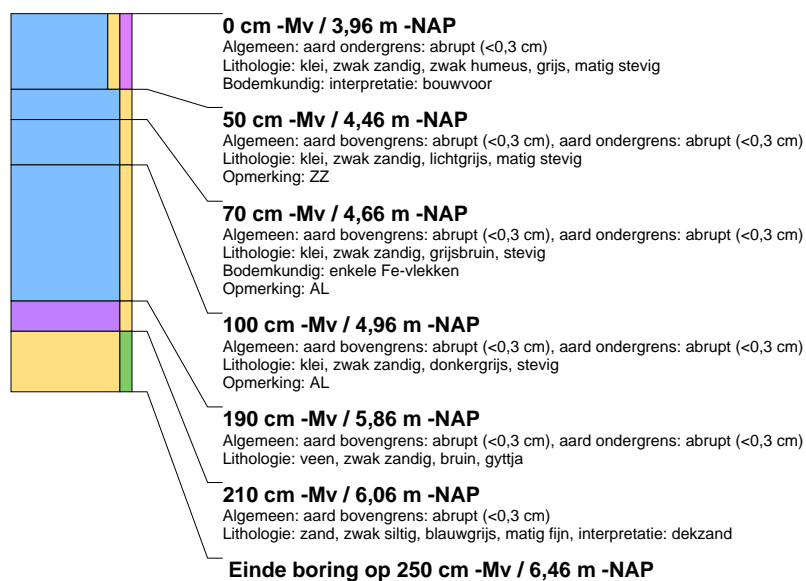 0 cm -Mv / 3,96 m -NAP
Algemeen: aard ondergrens: abrupt (<0,3 cm)
Lithologie: klei, zwak zandig, zwak humeus, grijs, matig stevig
Bodemkundig: interpretatie: bouwvoor
50 cm -Mv / 4,46 m -NAP
Algemeen: aard bovengrens: abrupt (<0,3 cm), aard ondergrens: abrupt (<0,3 cm)
Lithologie: klei, zwak zandig, lichtgrijs, matig stevig
Opmerking: ZZ
70 cm -Mv / 4,66 m -NAP
Algemeen: aard bovengrens: abrupt (<0,3 cm), aard ondergrens: abrupt (<0,3 cm)
Lithologie: klei, zwak zandig, grijsbruin, stevig
Bodemkundig: enkele Fe-vlekken
Opmerking: AL
100 cm -Mv / 4,96 m -NAP
Algemeen: aard bovengrens: abrupt (<0,3 cm), aard ondergrens: abrupt (<0,3 cm)
Lithologie: klei, zwak zandig, donkergrijs, stevig
Opmerking: AL
190 cm -Mv / 5,86 m -NAP
Algemeen: aard bovengrens: abrupt (<0,3 cm), aard ondergrens: abrupt (<0,3 cm)
Lithologie: veen, zwak zandig, bruin, gyttja
210 cm -Mv / 6,06 m -NAP
Algemeen: aard bovengrens: abrupt (<0,3 cm)
Lithologie: zand, zwak siltig, blauwgrijs, matig fijn, interpretatie: dekzand
Einde boring op 250 cm -Mv / 6,46 m -NAP